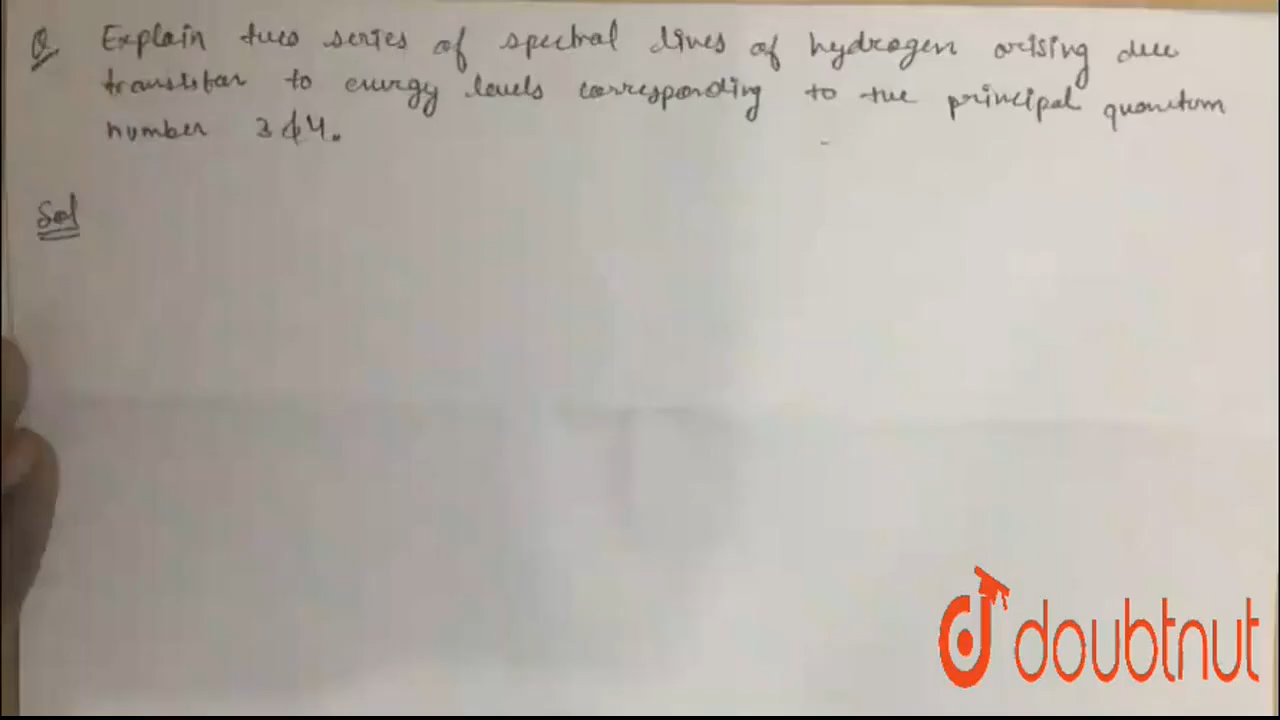 Q Explain two series of spectral lines of hydrogen arising due
transistar to energy levels corresponding to the principal quantum
number 3 & 4.
Sol
doubtnut